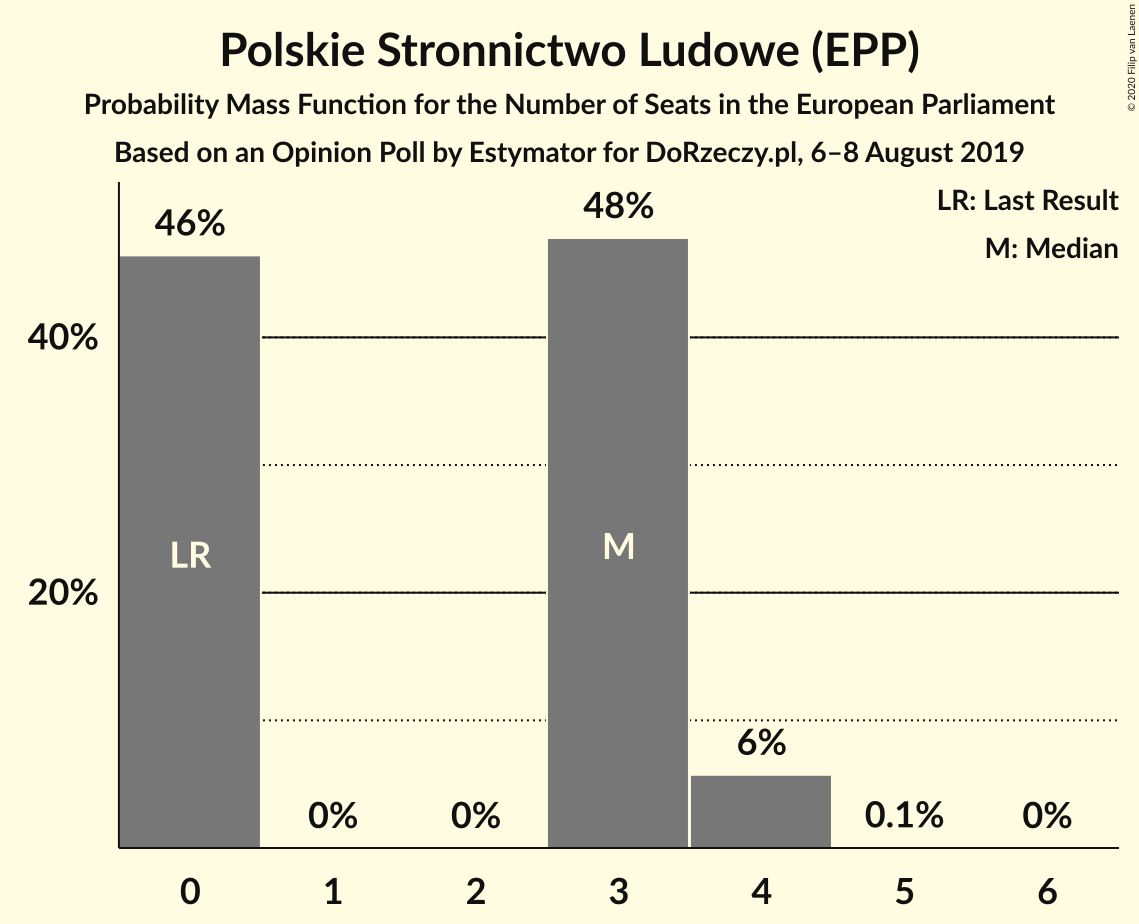 Polskie Stronnictwo Ludowe (EPP)
Probability Mass Function for the Number of Seats in the European Parliament
Based on an Opinion Poll by Estymator for DoRzeczy.pl, 6–8 August 2019
© 2020 Filip van Laenen
LR: Last Result
M: Median
46%
48%
40%
LR
M
20%
6%
0%
0%
0.1%
0%
0
1
2
3
4
5
6